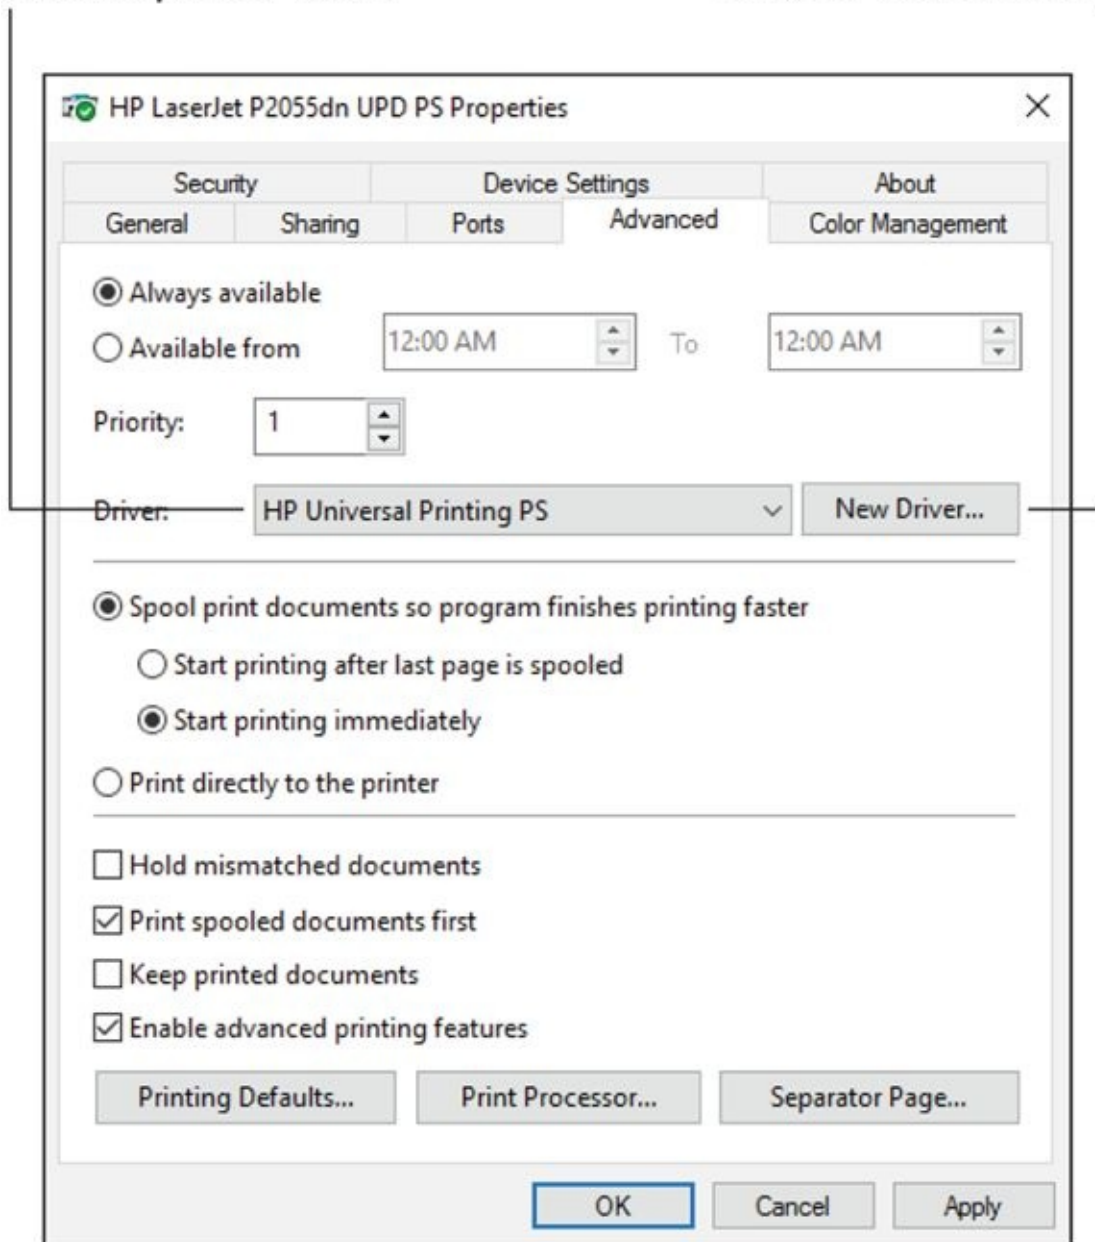 HP LaserJet P2055dn UPD PS Properties
Security Device Settings About
General Sharing Ports Advanced Color Management
Always available
Available from 12:00 AM To 12:00 AM
Priority: 1
Driver: HP Universal Printing PS New Driver...
Spool print documents so program finishes printing faster
Start printing after last page is spooled
Start printing immediately
Print directly to the printer
Hold mismatched documents
Print spooled documents first
Keep printed documents
Enable advanced printing features
Printing Defaults... Print Processor... Separator Page...
OK Cancel Apply